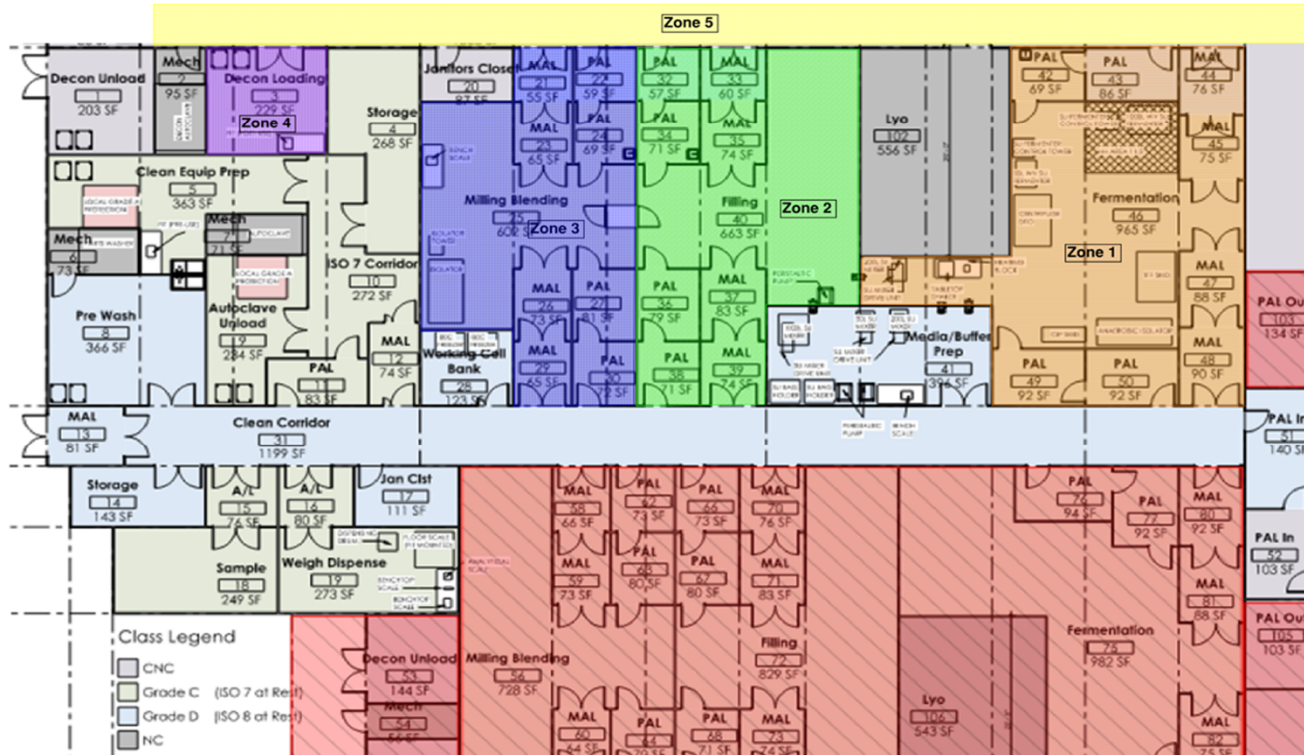 Zone 5
Decon Unload
1
203 SF
Mech
2
95 SF
Decon Loading
3
229 SF
Zone 4
Storage
4
268 SF
Janitors Closet
20
87 SF
MAL
21
55 SF
PAL
22
59 SF
PAL
32
57 SF
MAL
33
60 SF
MAL
23
65 SF
PAL
24
69 SF
PAL
34
71 SF
MAL
35
74 SF
Lyo
102
556 SF
PAL
42
69 SF
PAL
43
86 SF
MAL
44
76 SF
MAL
45
75 SF
Clean Equip Prep
5
363 SF
LOCAL GRADE A
PROTECTION
Mech
6
73 SF
Mech
7
71 SF
Milling Blending
25
Zone 3
Filling
40
663 SF
Zone 2
Fermentation
46
965 SF
Zone 1
LOCAL GRADE A
PROTECTION
ISO 7 Corridor
10
272 SF
Pre Wash
8
366 SF
Autoclave
Unload
MAL
12
74 SF
PAL
83 SF
MAL
26
73 SF
PAL
27
81 SF
PAL
36
79 SF
MAL
37
83 SF
MAL
47
88 SF
Working Cell
Bank
28
123 SF
MAL
29
65 SF
PAL
PAL
38
71 SF
MAL
39
74 SF
Media/Buffer
Prep
41
396 SF
PAL
49
92 SF
PAL
50
92 SF
MAL
48
90 SF
PAL Ou
103
134 SF
MAL
13
81 SF
Clean Corridor
31
1199 SF
PAL In
51
140 SF
Storage
14
143 SF
A/L
15
76 SF
A/L
16
80 SF
Jan Clst
17
111 SF
Sample
18
249 SF
Weigh Dispense
19
273 SF
MAL
58
66 SF
PAL
62
73 SF
PAL
66
73 SF
MAL
70
76 SF
PAL
76
94 SF
PAL
77
92 SF
MAL
80
92 SF
MAL
59
73 SF
PAL
63
80 SF
PAL
67
80 SF
MAL
71
83 SF
PAL In
52
103 SF
MAL
81
88 SF
Decon Unload
53
144 SF
Mech
54
Milling Blending
56
728 SF
Filling
72
829 SF
Fermentation
75
982 SF
PAL Ou
105
103 SF
Lyo
106
543 SF
MAL
60
64 SF
PAL
64
PAL
68
71 SF
MAL
73
74 SF
MAL
82
Class Legend
CNC
Grade C (ISO 7 at Rest)
Grade D (ISO 8 at Rest)
NC